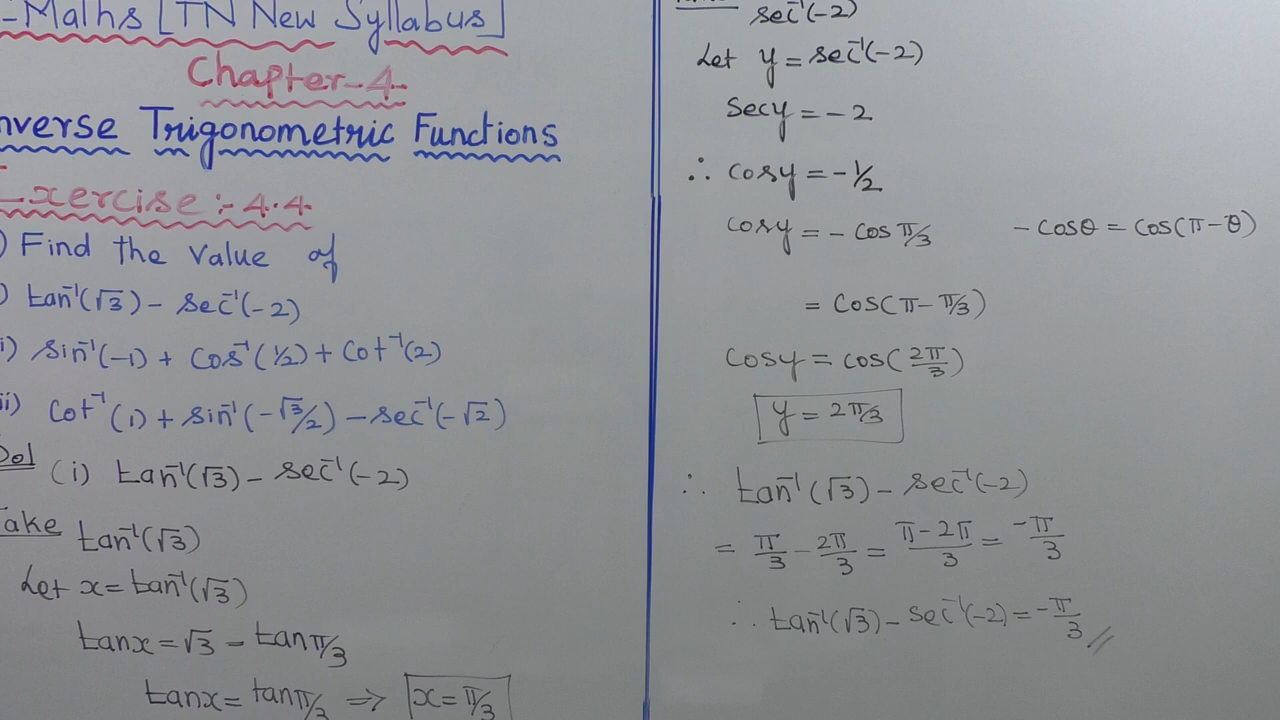 -Maths [TN New Syllabus]
Chapter-4
nverse Trigonometric Functions
Exercise:-4.4
) Find the Value of
) tan⁻¹(√3) - sec⁻¹(-2)
i) sin⁻¹(-1) + Cos⁻¹(1/2) + Cot⁻¹(2)
ii) Cot⁻¹(1) + sin⁻¹(-√3/2) - sec⁻¹(-√2)
Sol (i) tan⁻¹(√3) - sec⁻¹(-2)
Take tan⁻¹(√3)
Let x = tan⁻¹(√3)
tanx = √3 - tan π/3
tanx = tan π/3 ⇒ x = π/3
sec⁻¹(-2)
Let y = sec⁻¹(-2)
Secy = -2
∴ cosy = -1/2
cosy = - cos π/3 - cosθ = cos(π-θ)
= cos(π-π/3)
cosy = cos(2π/3)
y = 2π/3
∴ tan⁻¹(√3) - sec⁻¹(-2)
= π/3 - 2π/3 = π-2π/3 = -π/3
∴ tan⁻¹(√3) - sec⁻¹(-2) = -π/3 //